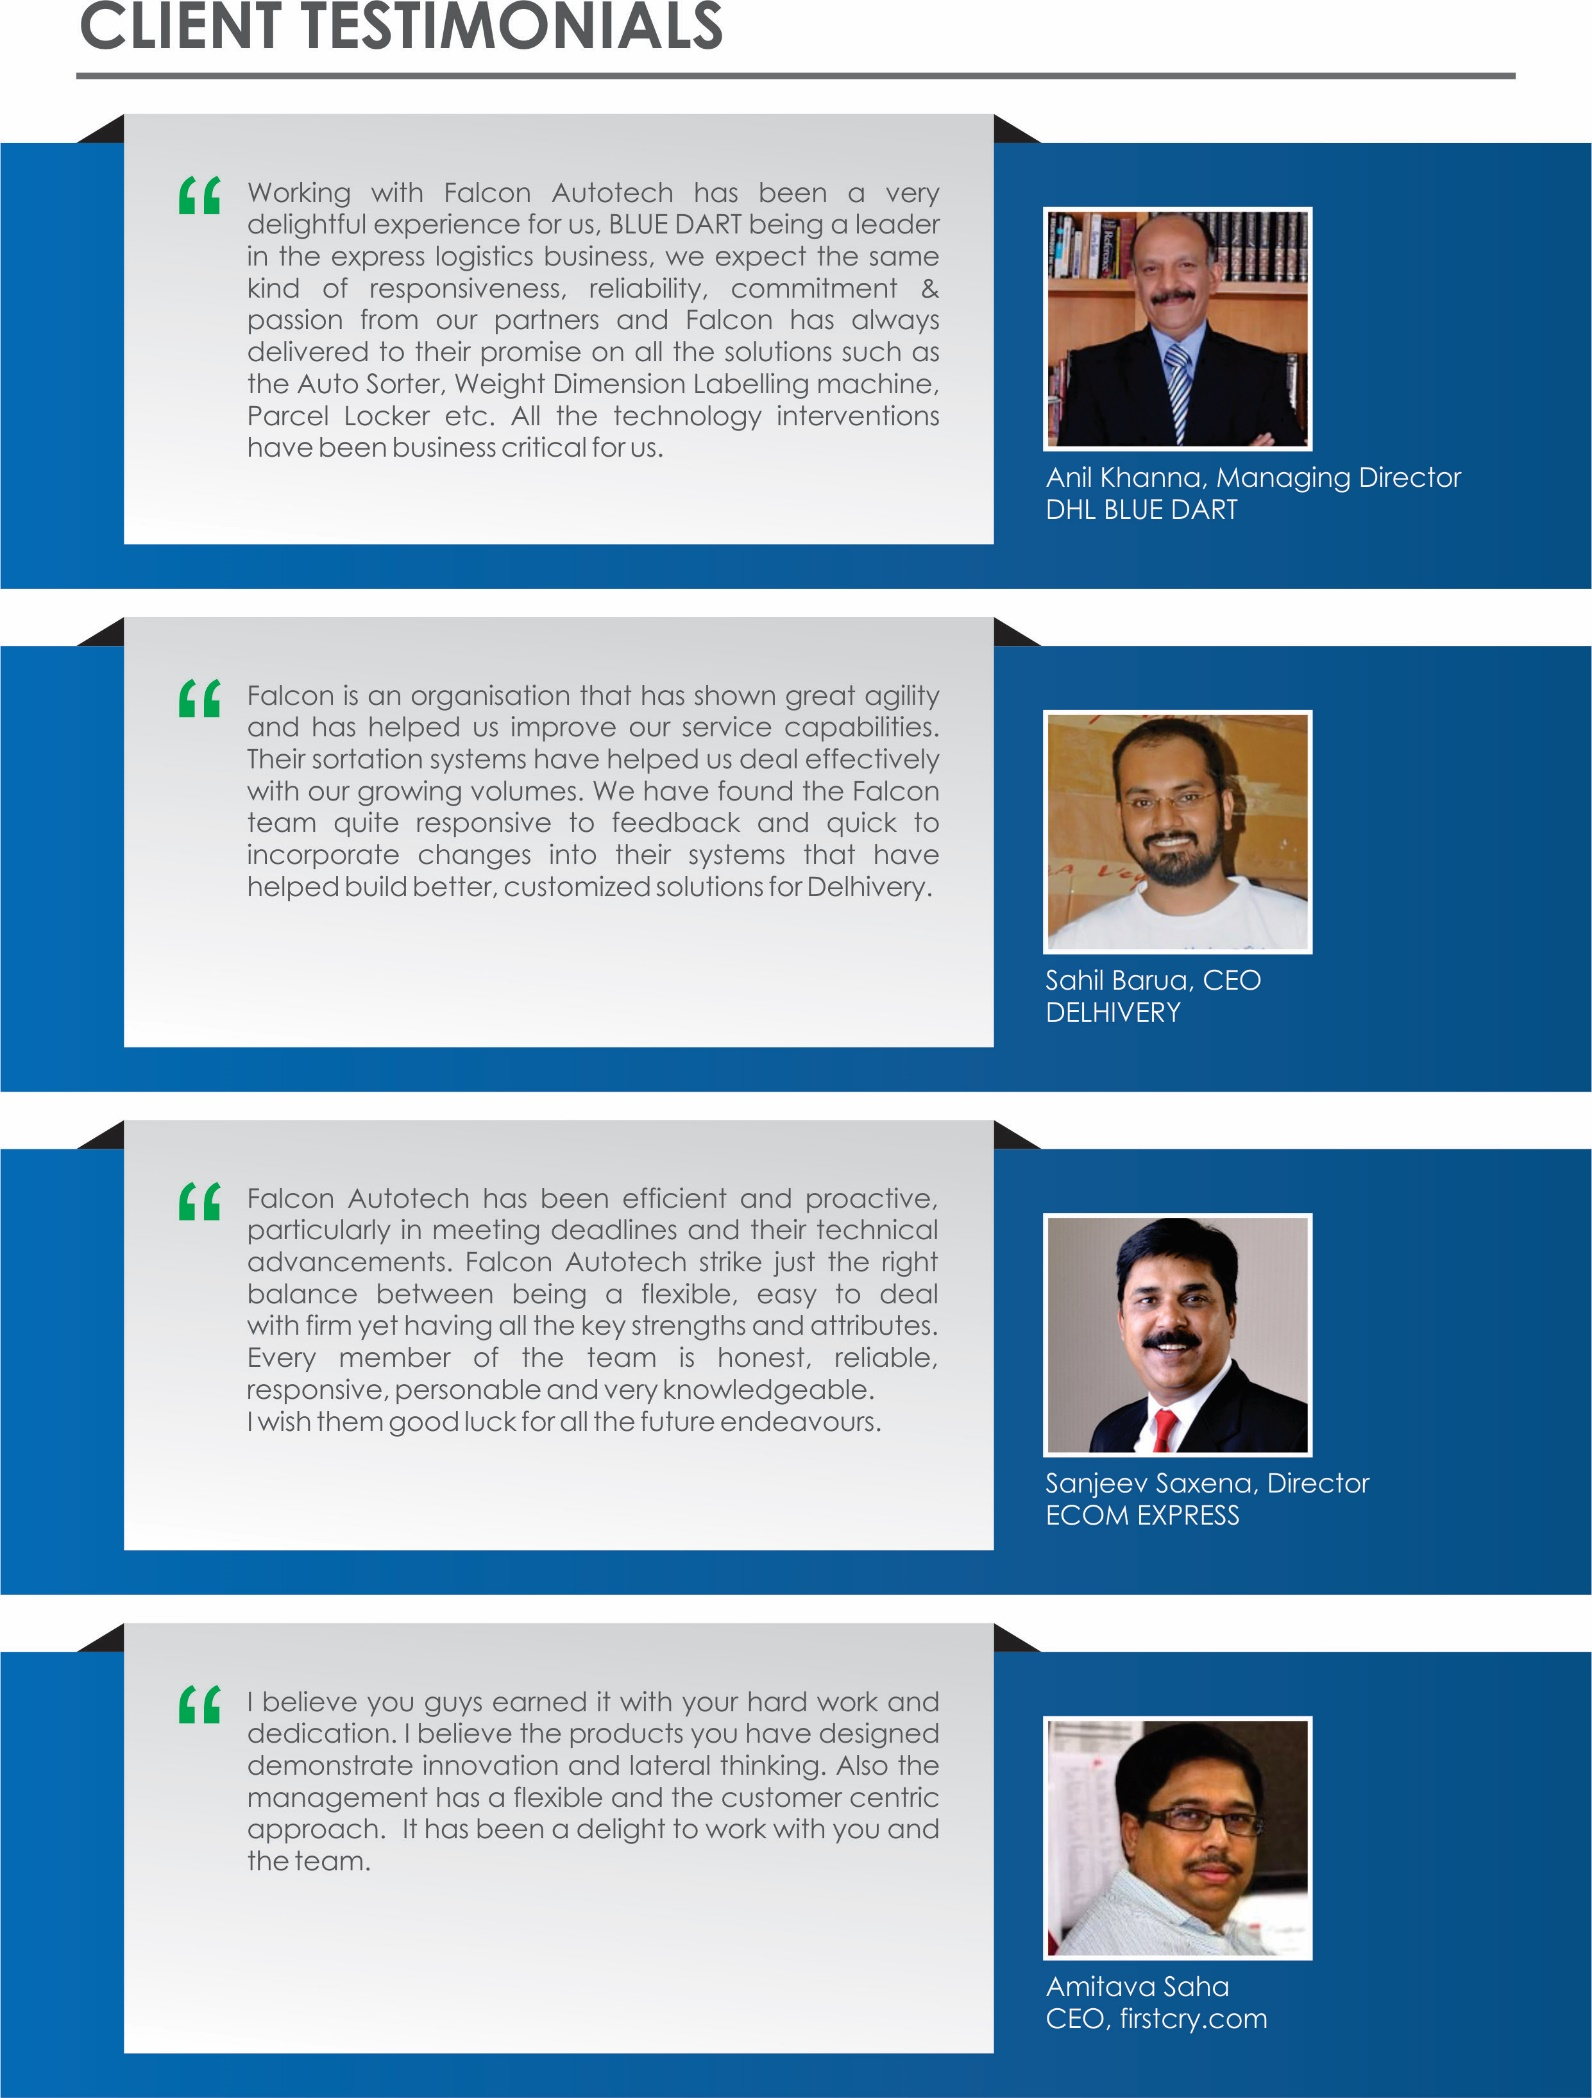 CLIENT TESTIMONIALS
“ Working with Falcon Autotech has been a very
delightful experience for us, BLUE DART being a leader
in the express logistics business, we expect the same
kind of responsiveness, reliability, commitment &
passion from our partners and Falcon has always
delivered to their promise on all the solutions such as
the Auto Sorter, Weight Dimension Labelling machine,
Parcel Locker etc. All the technology interventions
have been business critical for us.
Reference
Anil Khanna, Managing Director
DHL BLUE DART
“ Falcon is an organisation that has shown great agility
and has helped us improve our service capabilities.
Their sortation systems have helped us deal effectively
with our growing volumes. We have found the Falcon
team quite responsive to feedback and quick to
incorporate changes into their systems that have
helped build better, customized solutions for Delhivery.
Sahil Barua, CEO
DELHIVERY
“ Falcon Autotech has been efficient and proactive,
particularly in meeting deadlines and their technical
advancements. Falcon Autotech strike just the right
balance between being a flexible, easy to deal
with firm yet having all the key strengths and attributes.
Every member of the team is honest, reliable,
responsive, personable and very knowledgeable.
I wish them good luck for all the future endeavours.
Sanjeev Saxena, Director
ECOM EXPRESS
“ I believe you guys earned it with your hard work and
dedication. I believe the products you have designed
demonstrate innovation and lateral thinking. Also the
management has a flexible and the customer centric
approach.  It has been a delight to work with you and
the team.
Amitava Saha
CEO, firstcry.com